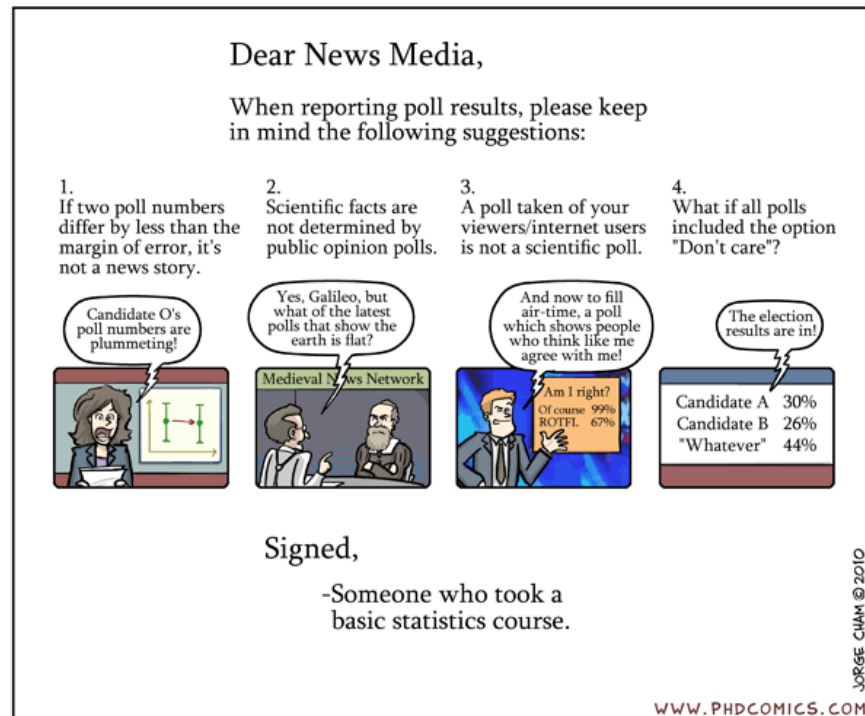 Dear News Media,
When reporting poll results, please keep
in mind the following suggestions:
1.
If two poll numbers
differ by less than the
margin of error, it's
not a news story.
Candidate O's
poll numbers are
plummeting!
2.
Scientific facts are
not determined by
public opinion polls.
Yes, Galileo, but
what of the latest
polls that show the
earth is flat?
Medieval News Network
3.
A poll taken of your
viewers/internet users
is not a scientific poll.
And now to fill
air-time, a poll
which shows people
who think like me
agree with me!
Am I right?
Of course 99%
ROTFL 67%
4.
What if all polls
included the option
"Don't care"?
The election
results are in!
Candidate A 30%
Candidate B 26%
"Whatever" 44%
Signed,
-Someone who took a
basic statistics course.
JORGE CHAM © 2010
WWW.PHDCOMICS.COM